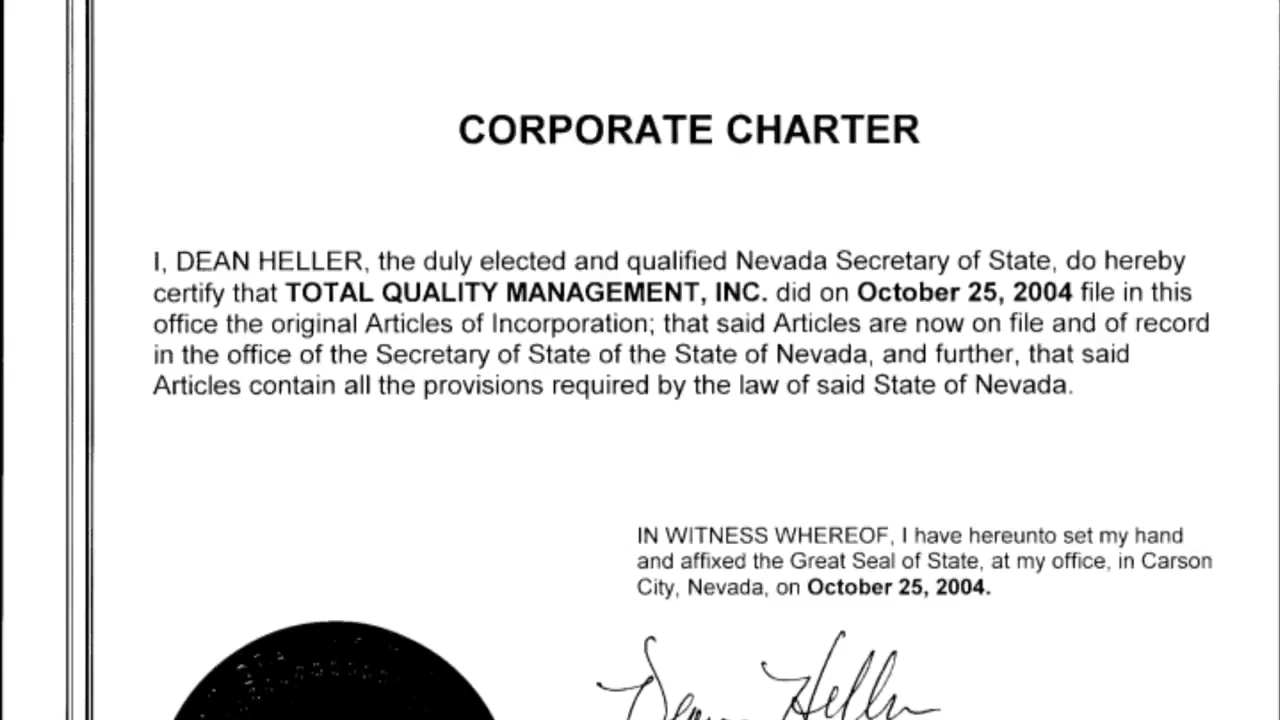 CORPORATE CHARTER
I, DEAN HELLER, the duly elected and qualified Nevada Secretary of State, do hereby
certify that TOTAL QUALITY MANAGEMENT, INC. did on October 25, 2004 file in this
office the original Articles of Incorporation; that said Articles are now on file and of record
in the office of the Secretary of State of the State of Nevada, and further, that said
Articles contain all the provisions required by the law of said State of Nevada.
IN WITNESS WHEREOF, I have hereunto set my hand
and affixed the Great Seal of State, at my office, in Carson
City, Nevada, on October 25, 2004.
Dean Heller